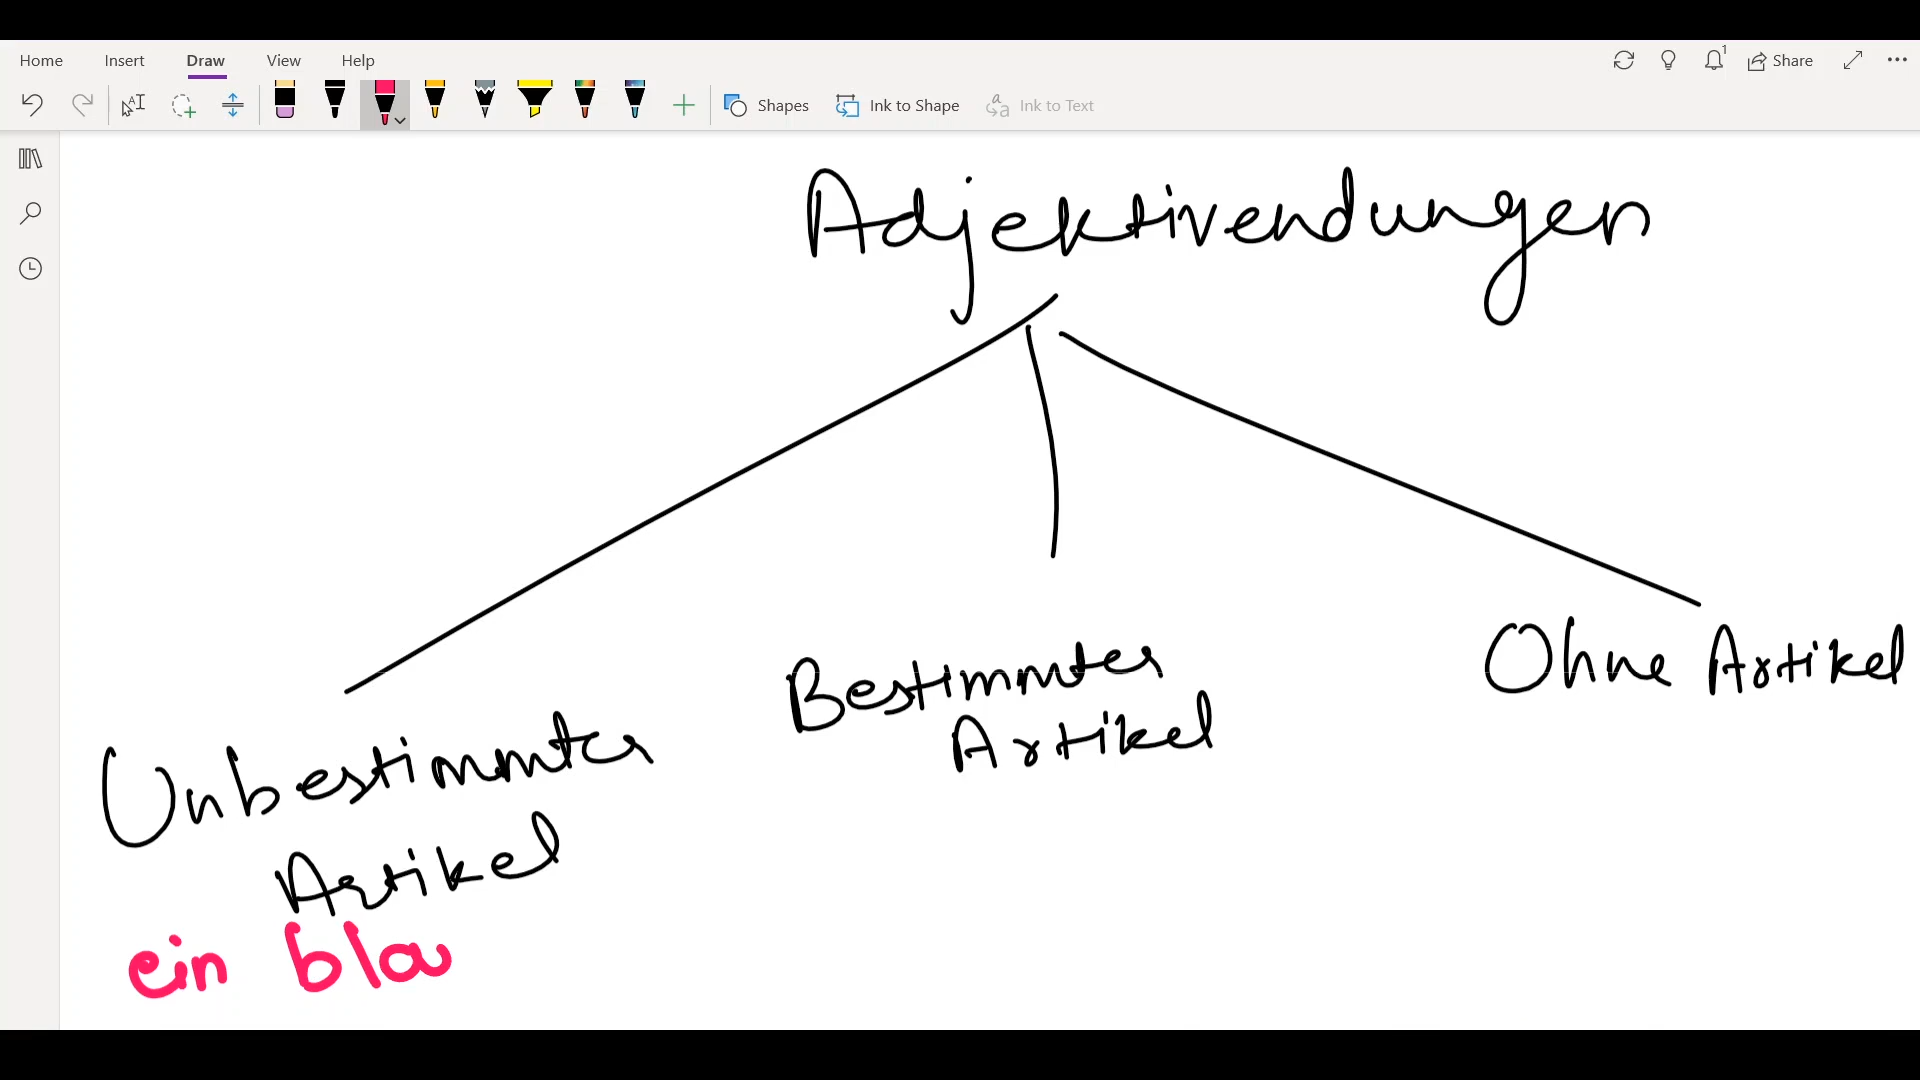 Home Insert Draw View Help
1
Share
Shapes Ink to Shape Ink to Text
Adjektivendungen
Unbestimmter
Artikel
ein blau
Bestimmter
Artikel
Ohne Artikel